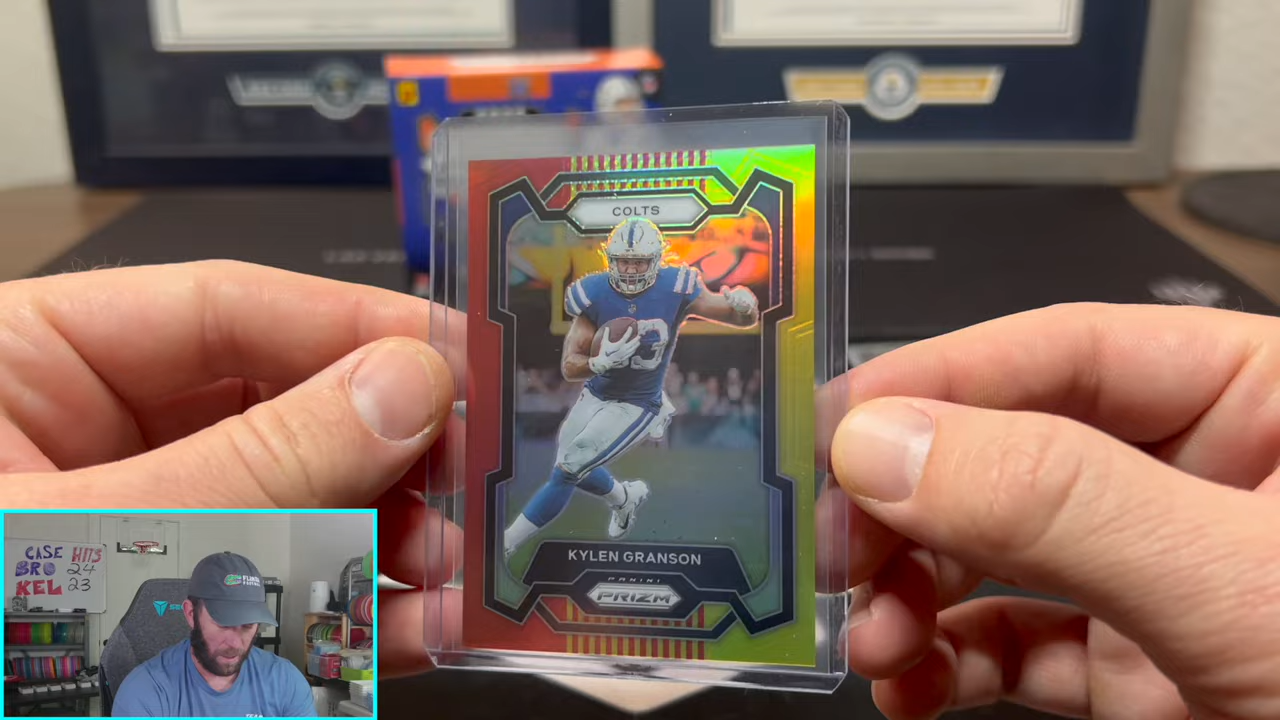 COLTS
KYLEN GRANSON
PANINI
PRIZM
CASE HITS
BRO 24
KEL 23